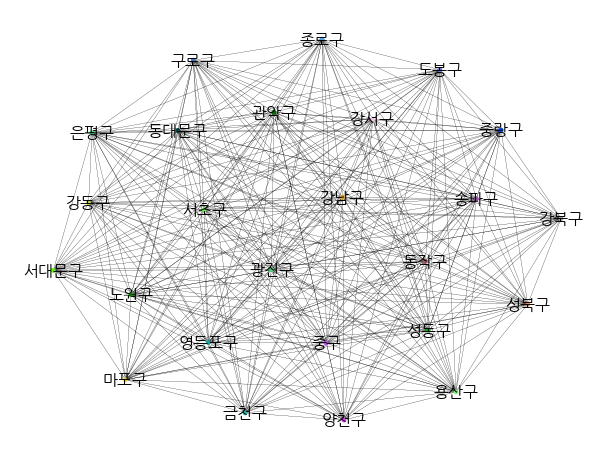 종로구
구로구
도봉구
관악구
강서구
은평구
동대문구
중랑구
강동구
서초구
강남구
송파구
강북구
서대문구
광진구
동작구
노원구
성북구
영등포구
중구
성동구
마포구
용산구
금천구
양천구